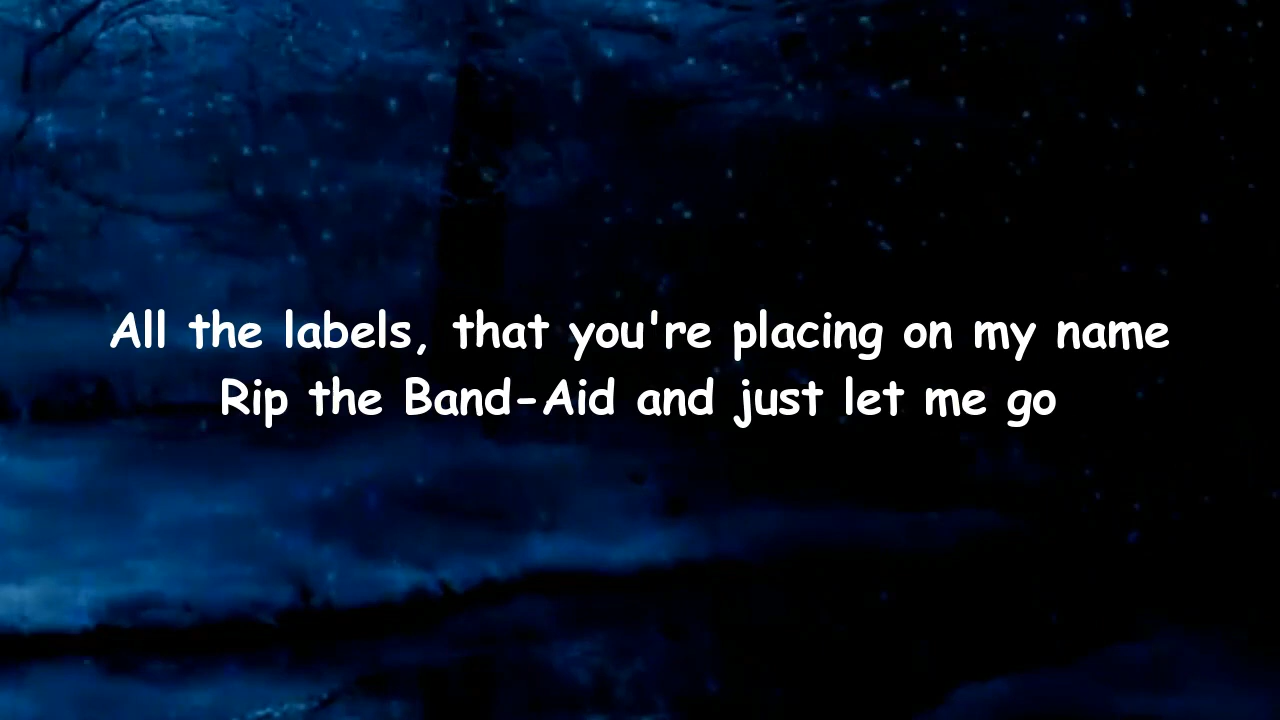 All the labels, that you're placing on my name
Rip the Band-Aid and just let me go